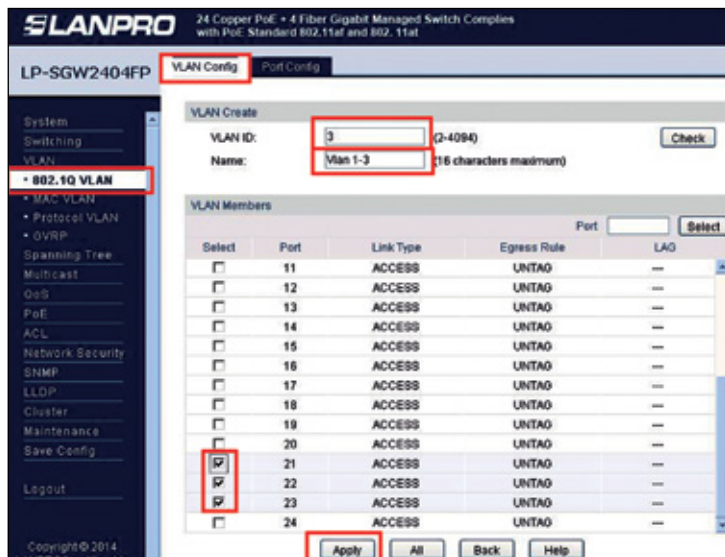 LANPRO
24 Copper PoE + 4 Fiber Gigabit Managed Switch Complies
with PoE Standard 802.11af and 802. 11at
LP-SGW2404FP
VLAN Config
Port Config
System
Switching
VLAN
• 802.1Q VLAN
• MAC VLAN
• Protocol VLAN
• GVRP
Spanning Tree
Multicast
QoS
PoE
ACL
Network Security
SNMP
LLDP
Cluster
Maintenance
Save Config
Logout
Copyright © 2014
VLAN Create
VLAN ID: 3 (2-4094) Check
Name: Vlan 1-3 (16 characters maximum)
VLAN Members
Port Select
Select Port Link Type Egress Rule LAG
11 ACCESS UNTAG ---
12 ACCESS UNTAG ---
13 ACCESS UNTAG ---
14 ACCESS UNTAG ---
15 ACCESS UNTAG ---
16 ACCESS UNTAG ---
17 ACCESS UNTAG ---
18 ACCESS UNTAG ---
19 ACCESS UNTAG ---
20 ACCESS UNTAG ---
21 ACCESS UNTAG ---
22 ACCESS UNTAG ---
23 ACCESS UNTAG ---
24 ACCESS UNTAG ---
Apply All Back Help